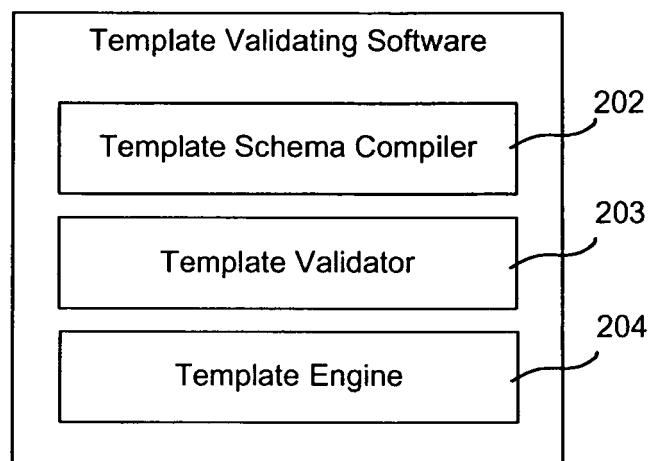 Template Validating Software
202
Template Schema Compiler
203
Template Validator
204
Template Engine